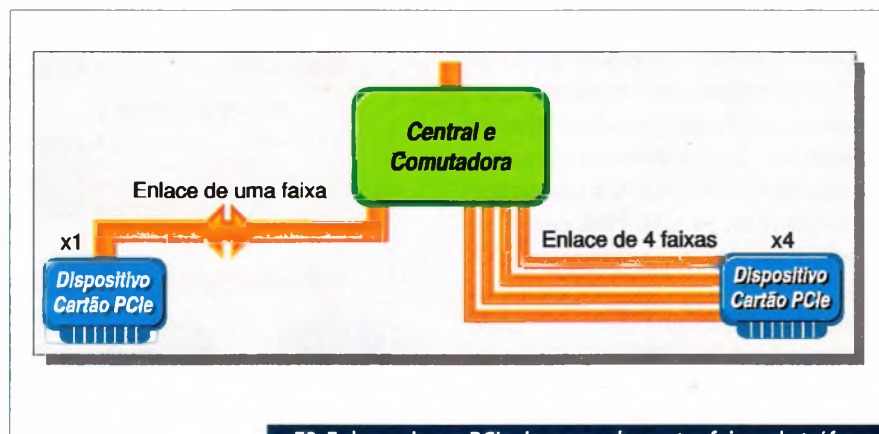 Central e
Comutadora
Enlace de uma faixa
x1
Dispositivo
Cartão PCIe
Enlace de 4 faixas
x4
Dispositivo
Cartão PCIe